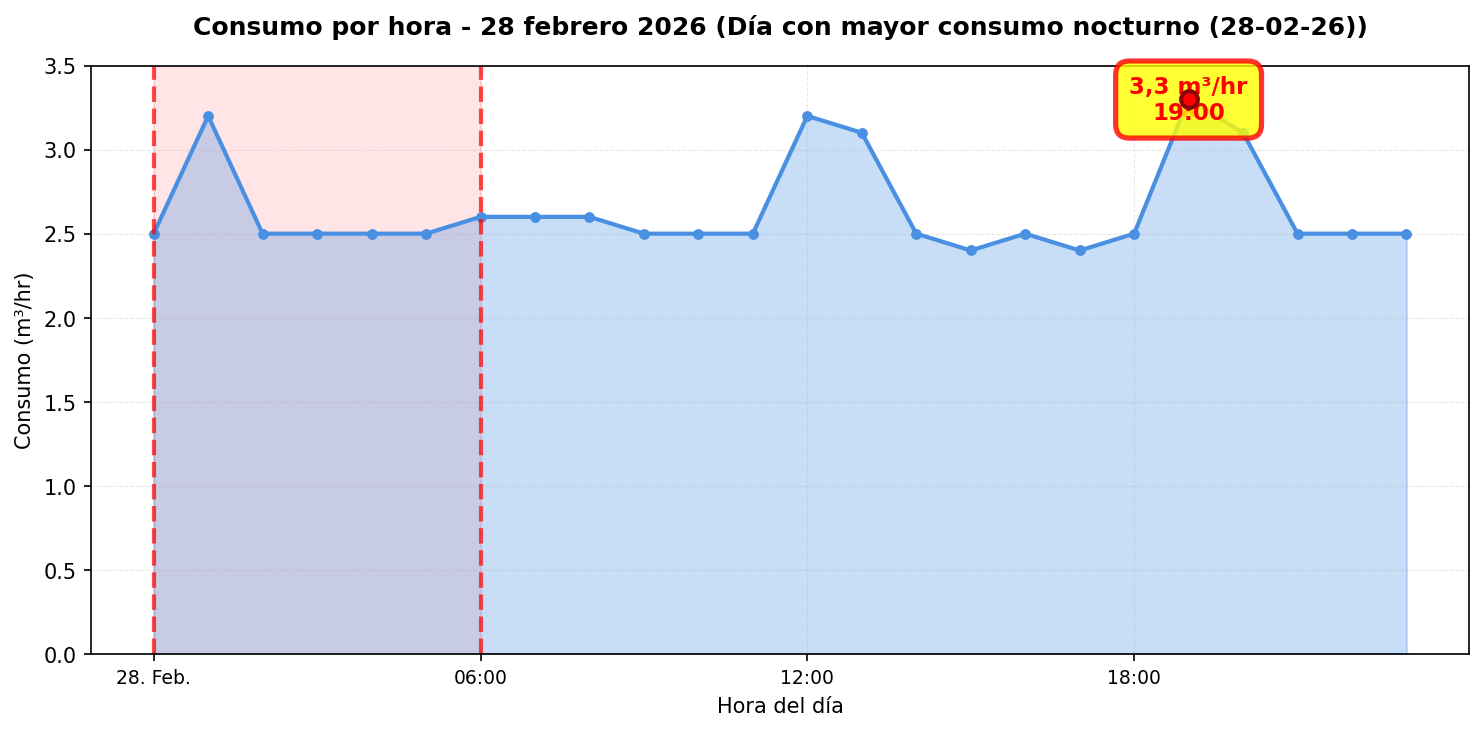 Consumo por hora - 28 febrero 2026 (Día con mayor consumo nocturno (28-02-26))
3.5
3,3 m³/hr
19:00
3.0
2.5
2.0
1.5
1.0
0.5
0.0
Consumo (m³/hr)
28. Feb.
06:00
12:00
18:00
Hora del día